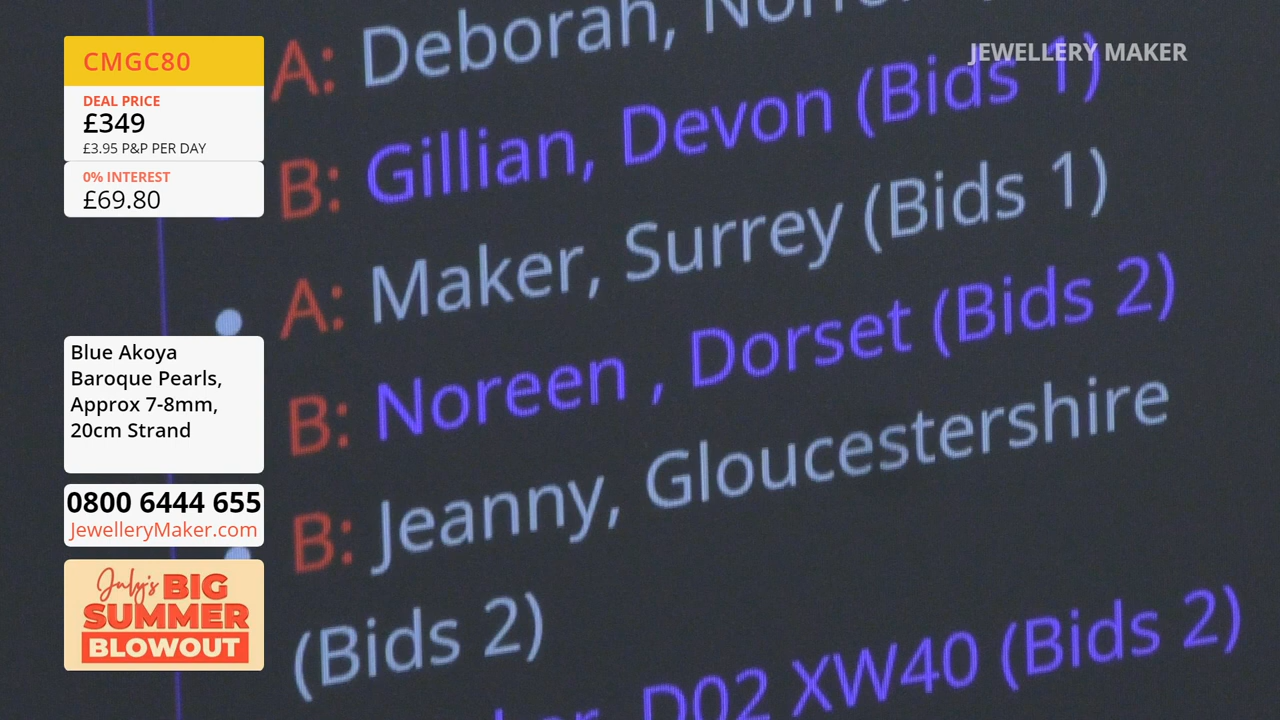 CMGC80
DEAL PRICE
£349
£3.95 P&P PER DAY
0% INTEREST
£69.80
Blue Akoya
Baroque Pearls,
Approx 7-8mm,
20cm Strand
0800 6444 655
JewelleryMaker.com
July's BIG
SUMMER
BLOWOUT
JEWELLERY MAKER
A: Deborah,
B: Gillian, Devon (Bids 1)
A: Maker, Surrey (Bids 1)
B: Noreen , Dorset (Bids 2)
B: Jeanny, Gloucestershire
(Bids 2)
D02 XW40 (Bids 2)